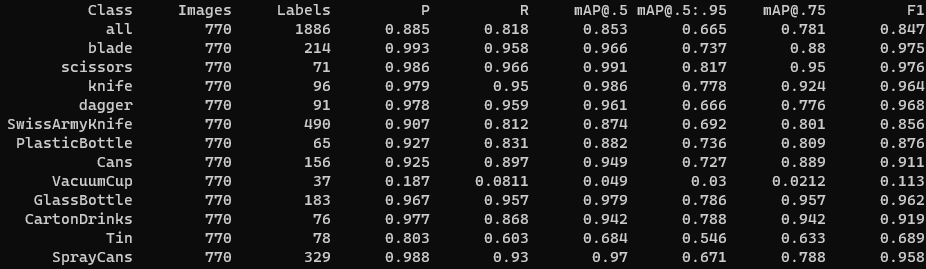 Class Images Labels P R mAP@.5 mAP@.5:.95 mAP@.75 F1
all 770 1886 0.885 0.818 0.853 0.665 0.781 0.847
blade 770 214 0.993 0.958 0.966 0.737 0.88 0.975
scissors 770 71 0.986 0.966 0.991 0.817 0.95 0.976
knife 770 96 0.979 0.95 0.986 0.778 0.924 0.964
dagger 770 91 0.978 0.959 0.961 0.666 0.776 0.968
SwissArmyKnife 770 490 0.907 0.812 0.874 0.692 0.801 0.856
PlasticBottle 770 65 0.927 0.831 0.882 0.736 0.809 0.876
Cans 770 156 0.925 0.897 0.949 0.727 0.889 0.911
VacuumCup 770 37 0.187 0.0811 0.049 0.03 0.0212 0.113
GlassBottle 770 183 0.967 0.957 0.979 0.786 0.957 0.962
CartonDrinks 770 76 0.977 0.868 0.942 0.788 0.942 0.919
Tin 770 78 0.803 0.603 0.684 0.546 0.633 0.689
SprayCans 770 329 0.988 0.93 0.97 0.671 0.788 0.958